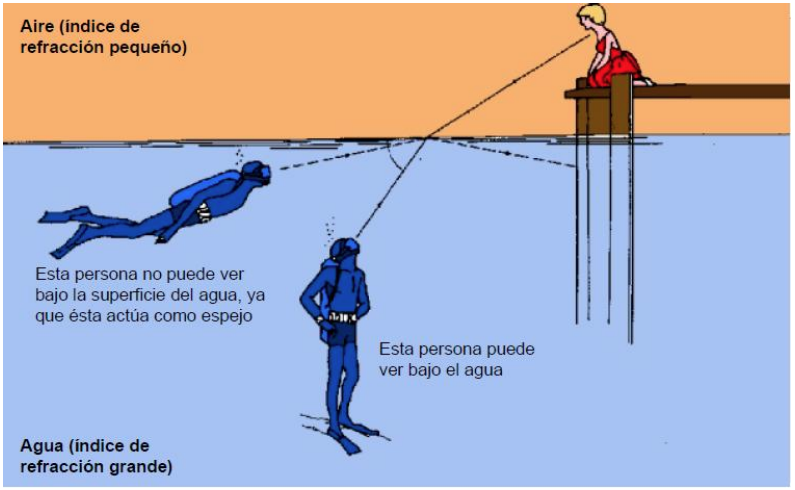 Aire (índice de
refracción pequeño)
Esta persona no puede ver
bajo la superficie del agua, ya
que ésta actúa como espejo
Esta persona puede
ver bajo el agua
Agua (índice de
refracción grande)